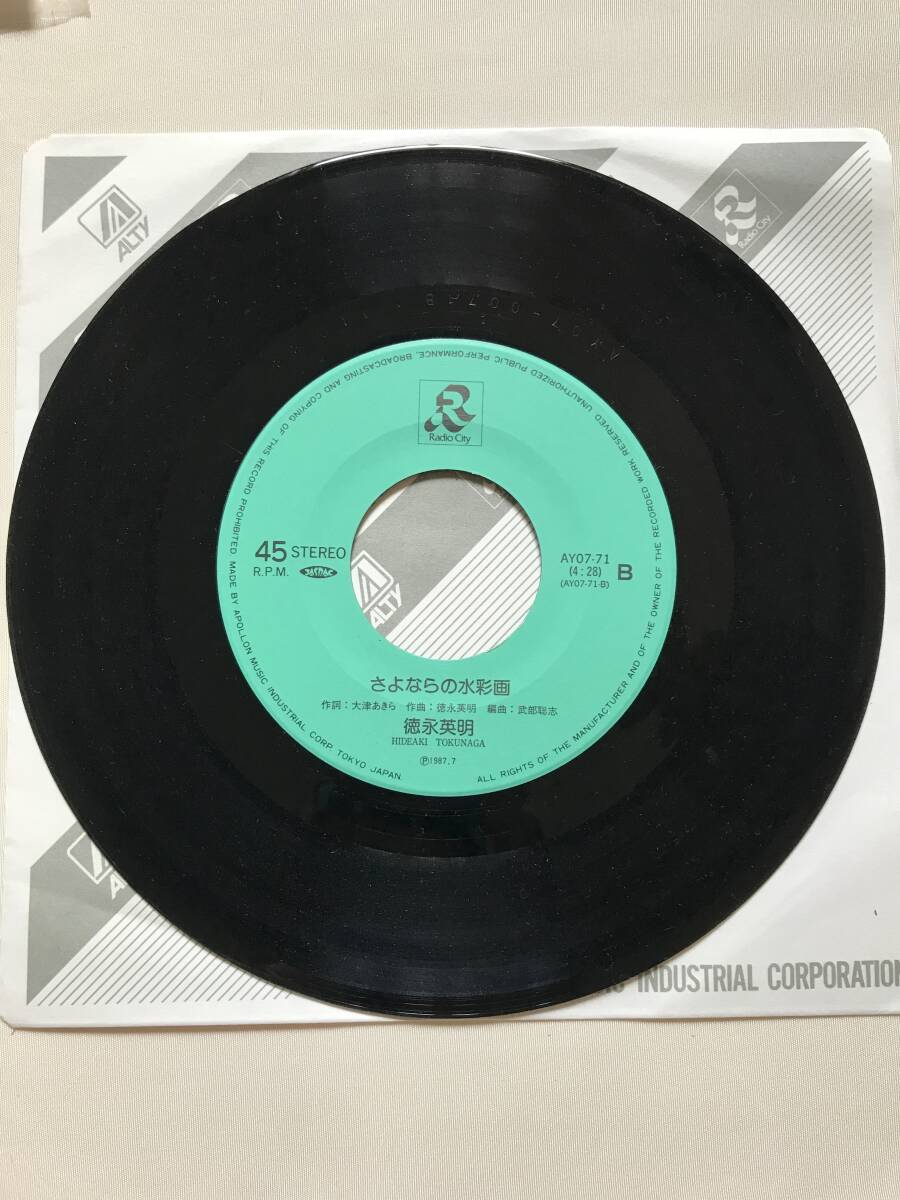 ALTY
Radio City
Radio City
UNAUTHORIZED PUBLIC PERFORMANCE, BROADCASTING AND COPYING OF THIS RECORD PROHIBITED. MADE BY APOLLON MUSIC INDUSTRIAL CORP. TOKYO JAPAN.
ALL RIGHTS OF THE MANUFACTURER AND OF THE OWNER OF THE RECORDED WORK RESERVED
45 STEREO
R.P.M.
JASRAC
AY07-71
(4:28) B
(AY07-71-B)
ALTY
さよならの水彩画
作詞:大津あきら 作曲:徳永英明 編曲:武部聡志
徳永英明
HIDEAKI TOKUNAGA
Ⓟ1987.7
INDUSTRIAL CORPORATION